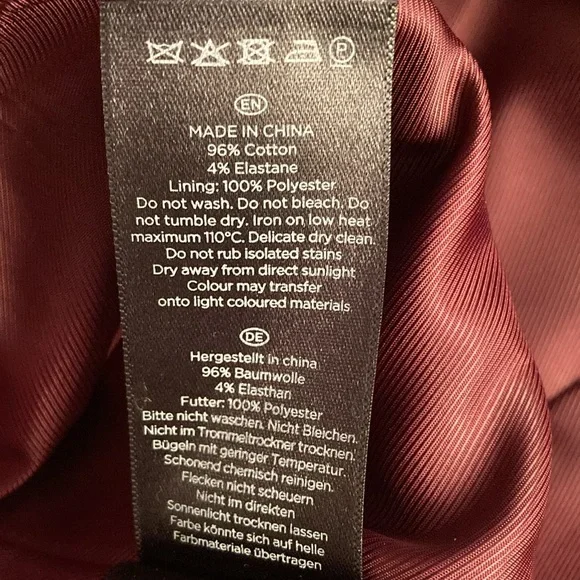 P
EN
MADE IN CHINA
96% Cotton
4% Elastane
Lining: 100% Polyester
Do not wash. Do not bleach. Do
not tumble dry. Iron on low heat
maximum 110°C. Delicate dry clean.
Do not rub isolated stains
Dry away from direct sunlight
Colour may transfer
onto light coloured materials
DE
Hergestellt in china
96% Baumwolle
4% Elasthan
Futter: 100% Polyester
Bitte nicht waschen. Nicht Bleichen.
Nicht im Trommeltrockner trocknen.
Bügeln mit geringer Temperatur.
Schonend chemisch reinigen.
Flecken nicht scheuern
Nicht im direkten
Sonnenlicht trocknen lassen
Farbe könnte sich auf helle
Farbmateriale übertragen